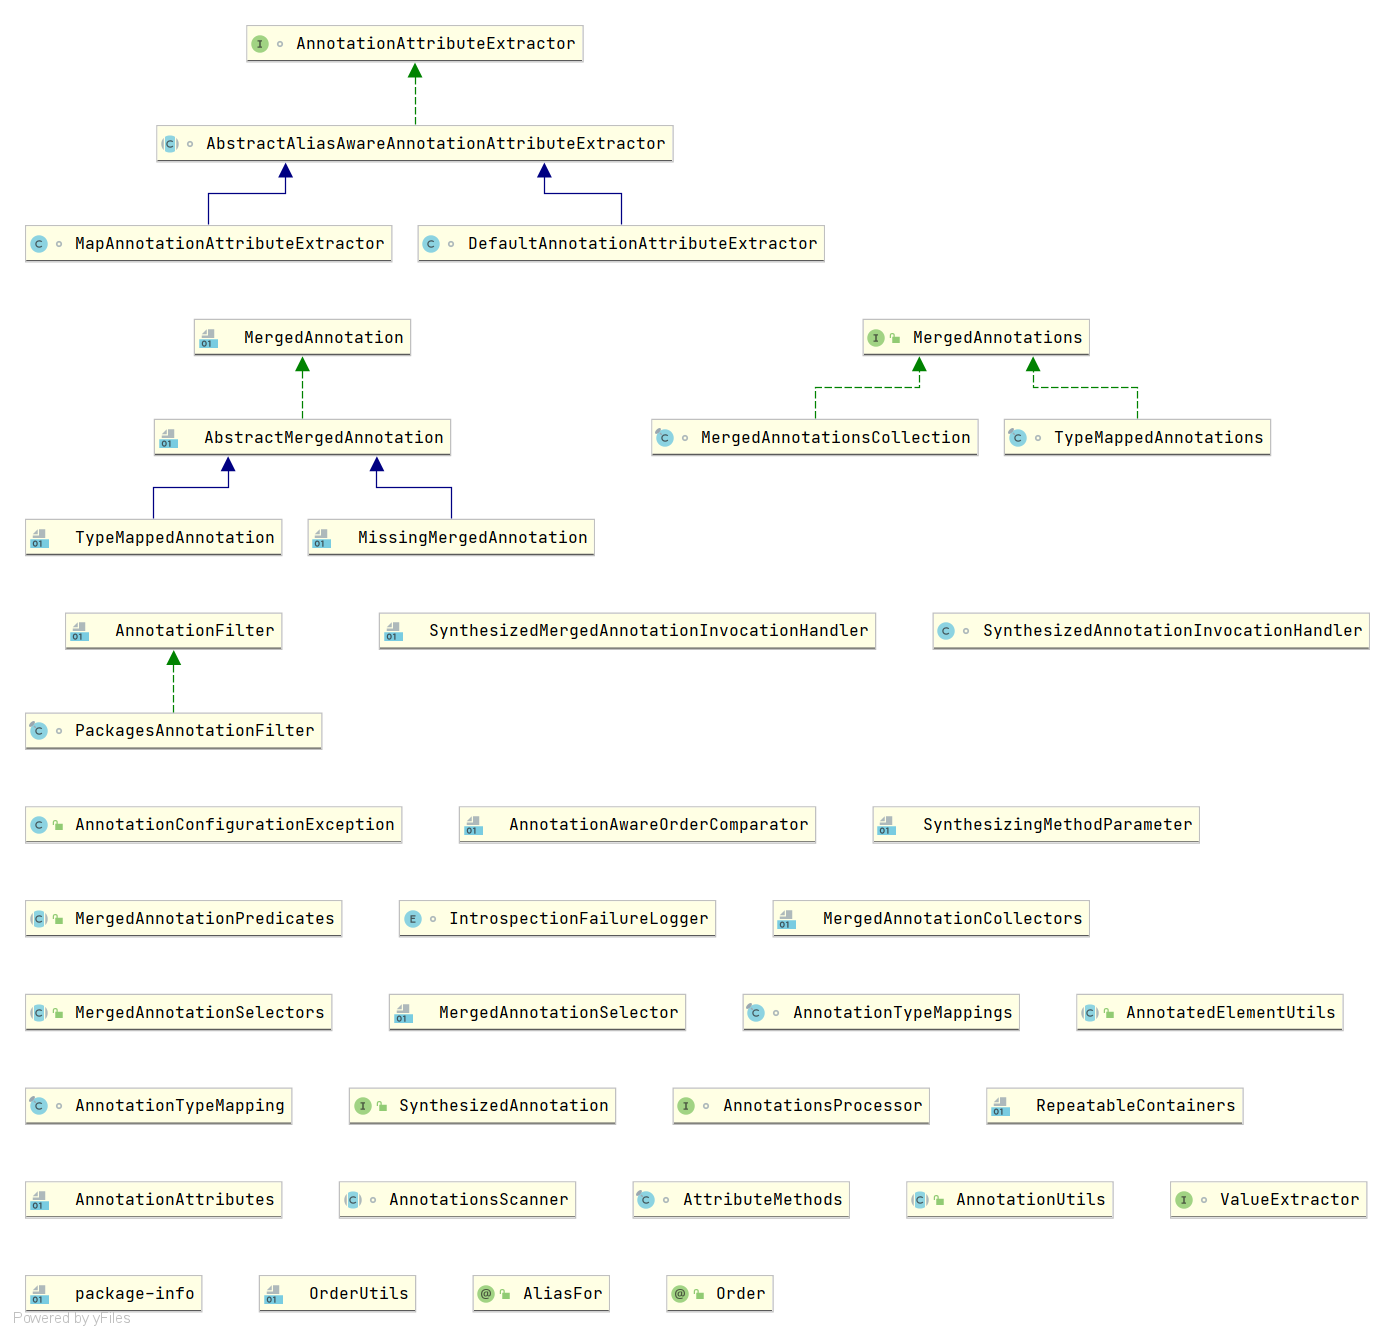 AnnotationAttributeExtractor
AbstractAliasAwareAnnotationAttributeExtractor
MapAnnotationAttributeExtractor
DefaultAnnotationAttributeExtractor
MergedAnnotation
MergedAnnotations
AbstractMergedAnnotation
MergedAnnotationsCollection
TypeMappedAnnotations
TypeMappedAnnotation
MissingMergedAnnotation
AnnotationFilter
SynthesizedMergedAnnotationInvocationHandler
SynthesizedAnnotationInvocationHandler
PackagesAnnotationFilter
AnnotationConfigurationException
AnnotationAwareOrderComparator
SynthesizingMethodParameter
MergedAnnotationPredicates
IntrospectionFailureLogger
MergedAnnotationCollectors
MergedAnnotationSelectors
MergedAnnotationSelector
AnnotationTypeMappings
AnnotatedElementUtils
AnnotationTypeMapping
SynthesizedAnnotation
AnnotationsProcessor
RepeatableContainers
AnnotationAttributes
AnnotationsScanner
AttributeMethods
AnnotationUtils
ValueExtractor
package-info
OrderUtils
AliasFor
Order
Powered by yFiles